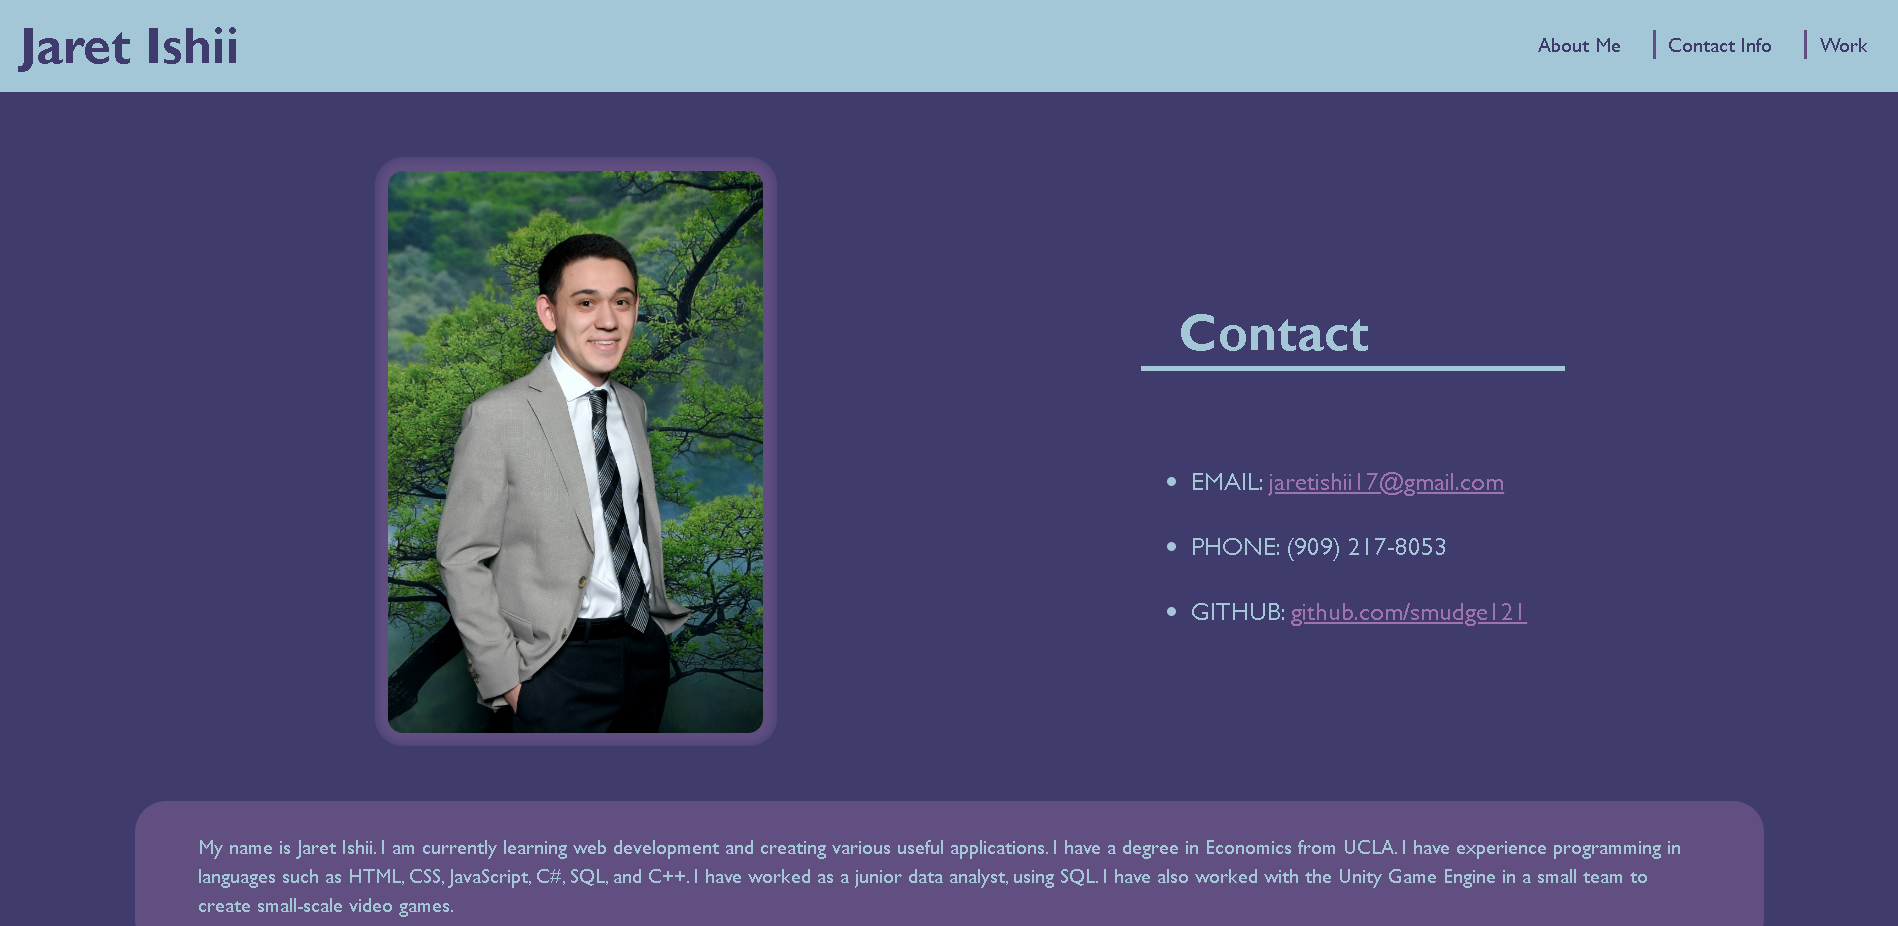 Jaret Ishii
About Me
Contact Info
Work
Contact
EMAIL: jaretishii17@gmail.com
PHONE: (909) 217-8053
GITHUB: github.com/smudge121
My name is Jaret Ishii. I am currently learning web development and creating various useful applications. I have a degree in Economics from UCLA. I have experience programming in
languages such as HTML, CSS, JavaScript, C#, SQL, and C++. I have worked as a junior data analyst, using SQL. I have also worked with the Unity Game Engine in a small team to
create small-scale video games.